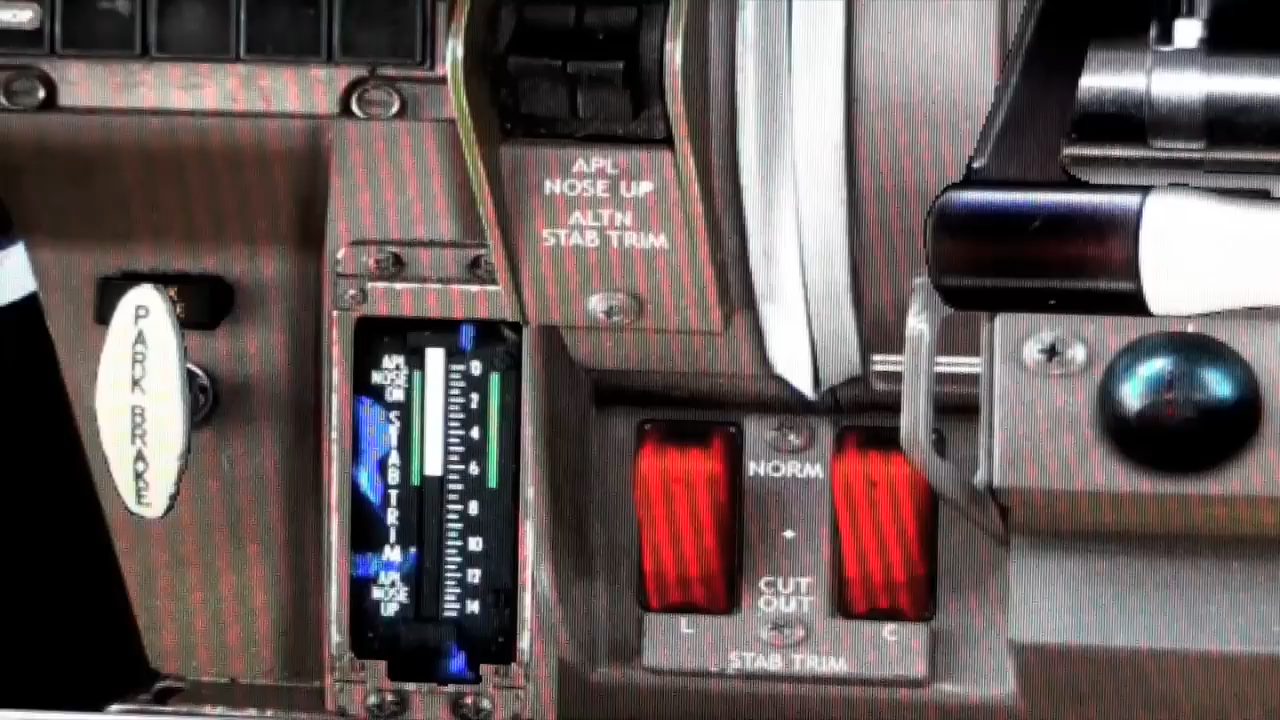 APL
NOSE UP
ALTN
STAB TRIM
PARK BRAKE
APL
NOSE
DN
STAB TRIM
APL
NOSE
UP
0
2
4
6
8
10
12
14
NORM
CUT
OUT
L
C
STAB TRIM